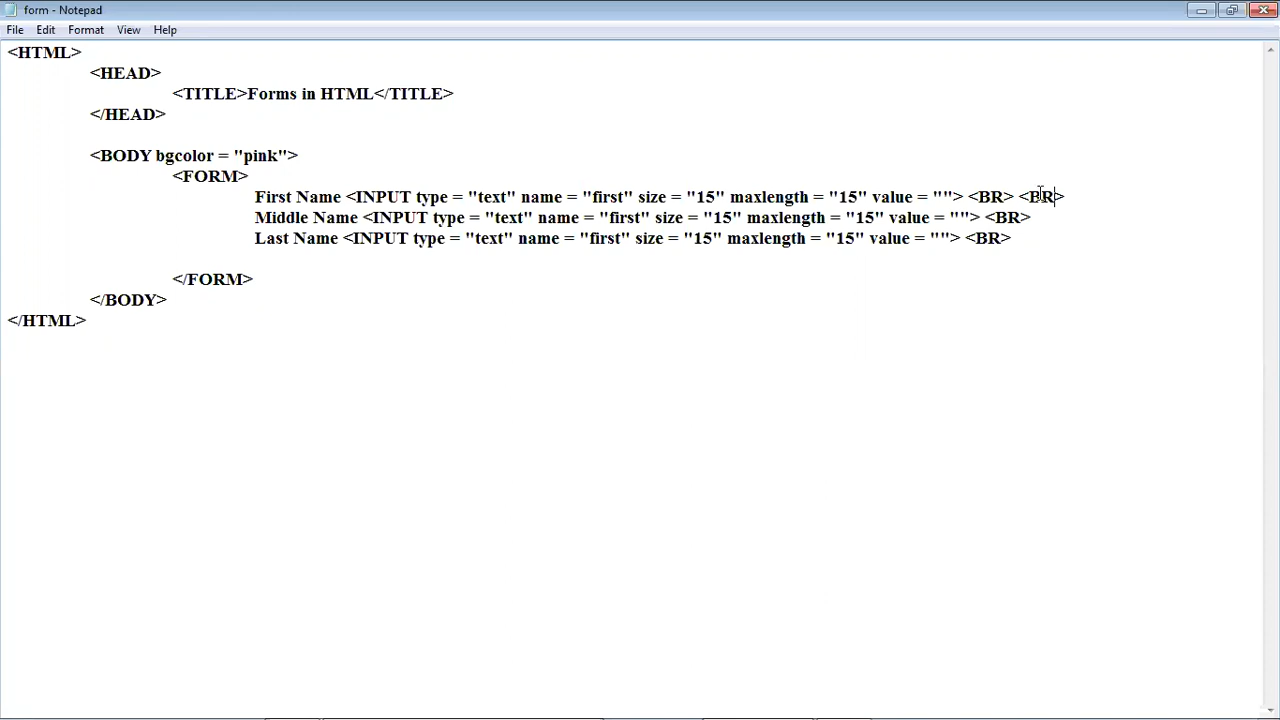 form - Notepad
File Edit Format View Help
<HTML>
<HEAD>
<TITLE>Forms in HTML</TITLE>
</HEAD>
<BODY bgcolor = "pink">
<FORM>
First Name <INPUT type = "text" name = "first" size = "15" maxlength = "15" value = ""> <BR> <BR>
Middle Name <INPUT type = "text" name = "first" size = "15" maxlength = "15" value = ""> <BR>
Last Name <INPUT type = "text" name = "first" size = "15" maxlength = "15" value = ""> <BR>
</FORM>
</BODY>
</HTML>